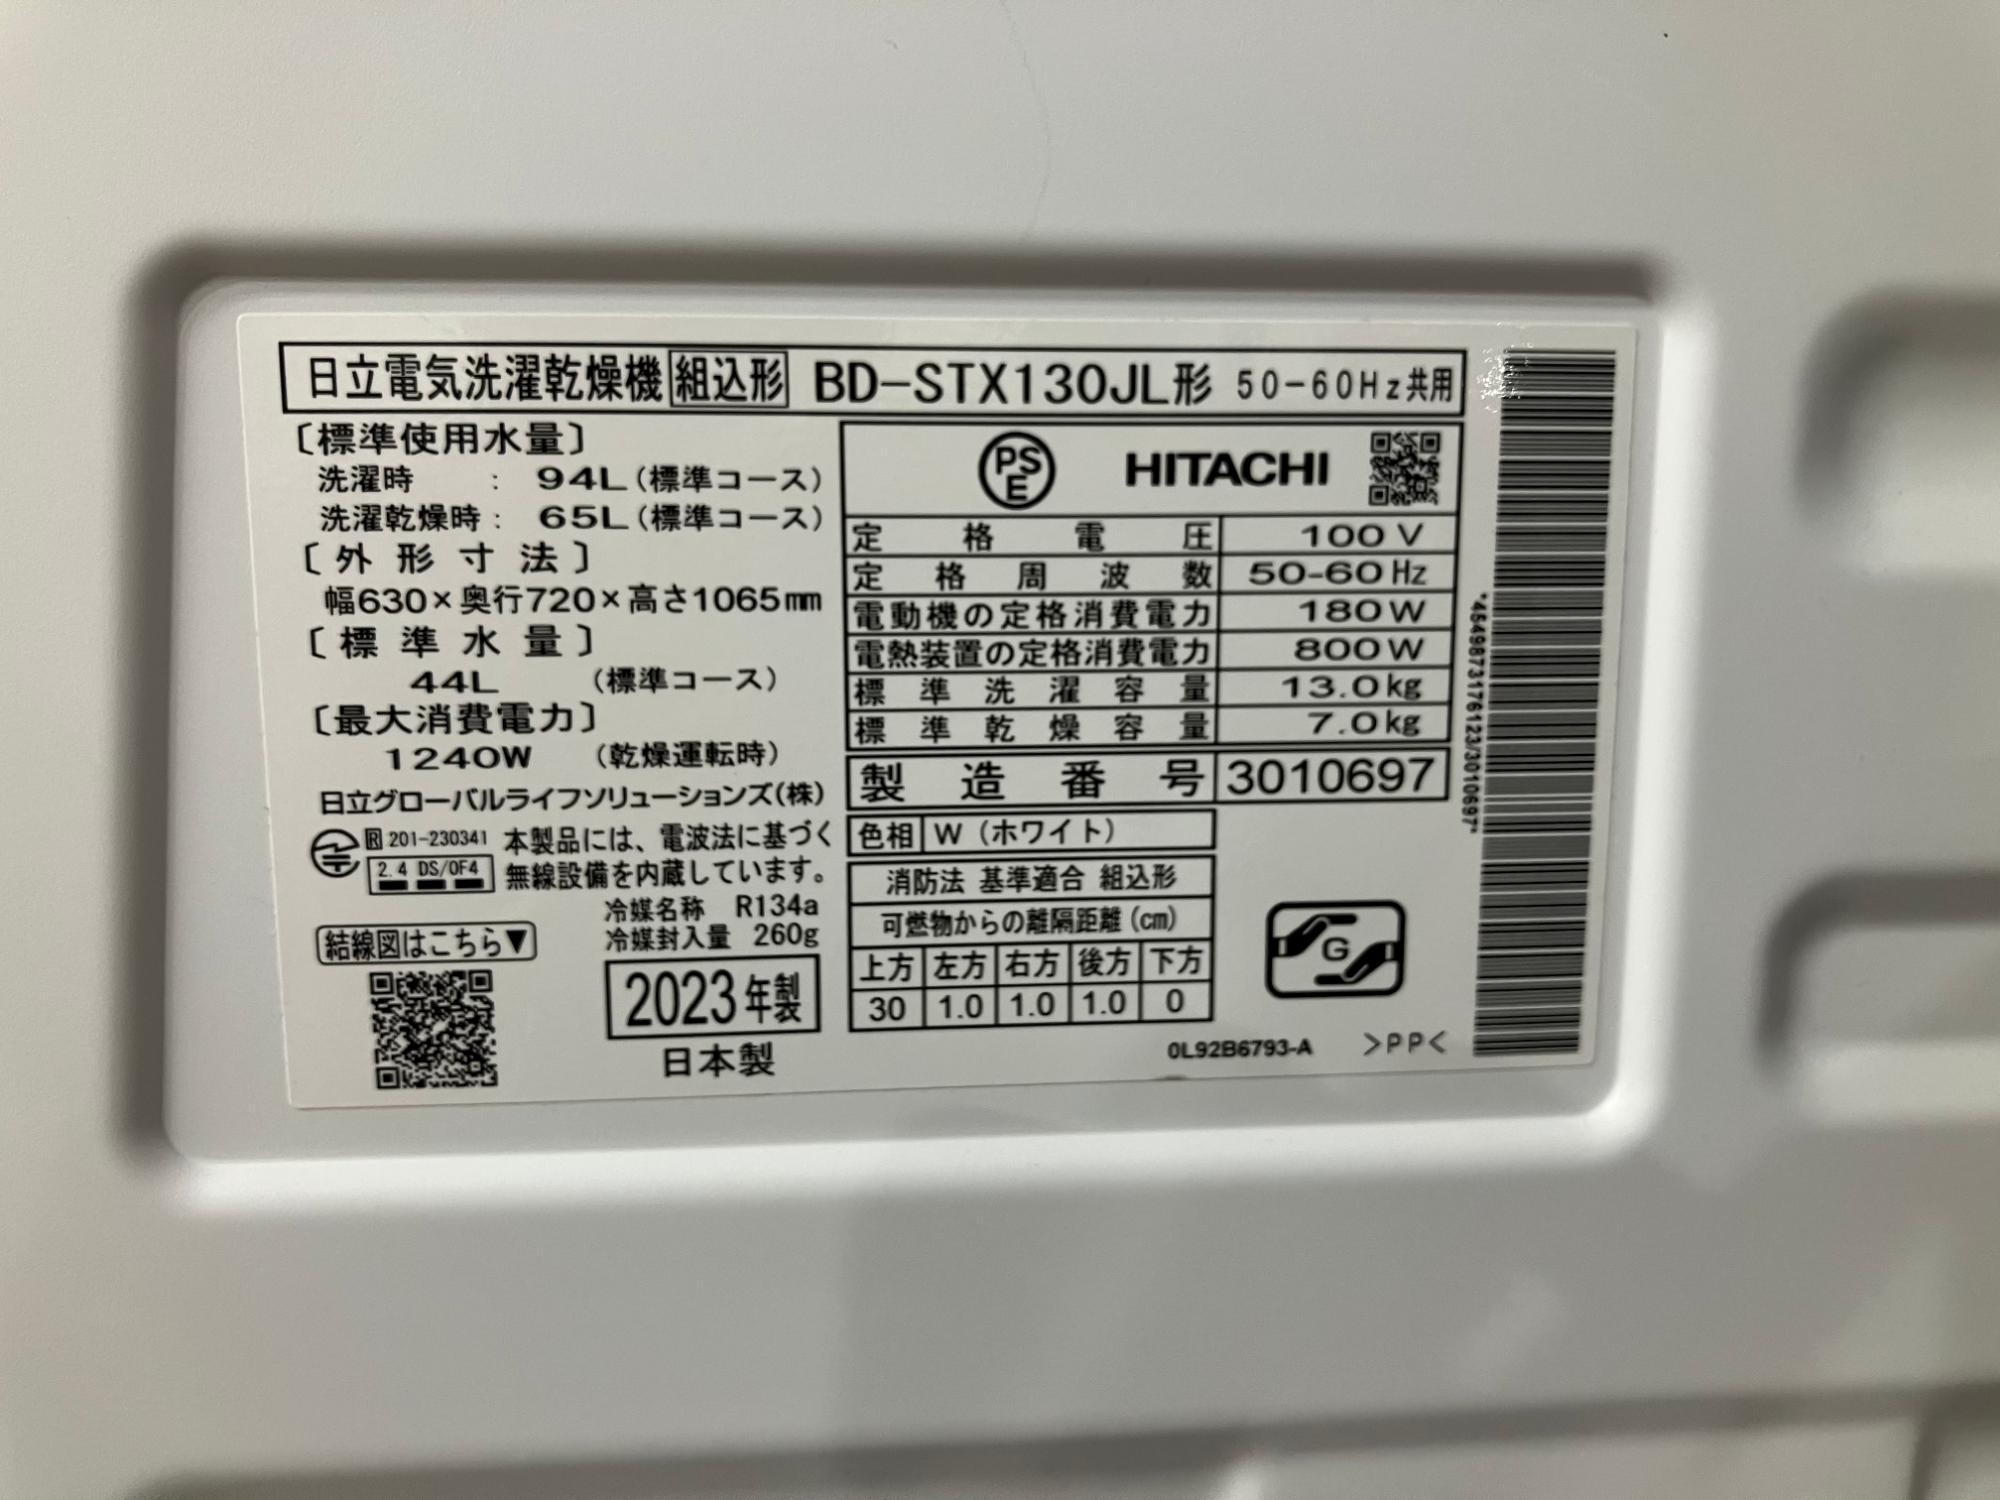 日立電気洗濯乾燥機 組込形 BD-STX130JL形 50-60Hz共用
〔標準使用水量〕
洗濯時 : 94L(標準コース)
洗濯乾燥時: 65L(標準コース)
〔外形寸法〕
幅630×奥行720×高さ1065mm
〔標準水量〕
44L (標準コース)
〔最大消費電力〕
1240W (乾燥運転時)
日立グローバルライフソリューションズ(株)
R 201-230341
2.4 DS/OF4
本製品には、電波法に基づく
無線設備を内蔵しています。
冷媒名称 R134a
冷媒封入量 260g
結線図はこちら▼
2023年製
日本製
PSE HITACHI
定格電圧 100V
定格周波数 50-60Hz
電動機の定格消費電力 180W
電熱装置の定格消費電力 800W
標準洗濯容量 13.0kg
標準乾燥容量 7.0kg
製造番号 3010697
色相 W(ホワイト)
消防法 基準適合 組込形
可燃物からの離隔距離(cm)
上方 左方 右方 後方 下方
30 1.0 1.0 1.0 0
G
0L92B6793-A >PP<
*4549873176123/3010697*